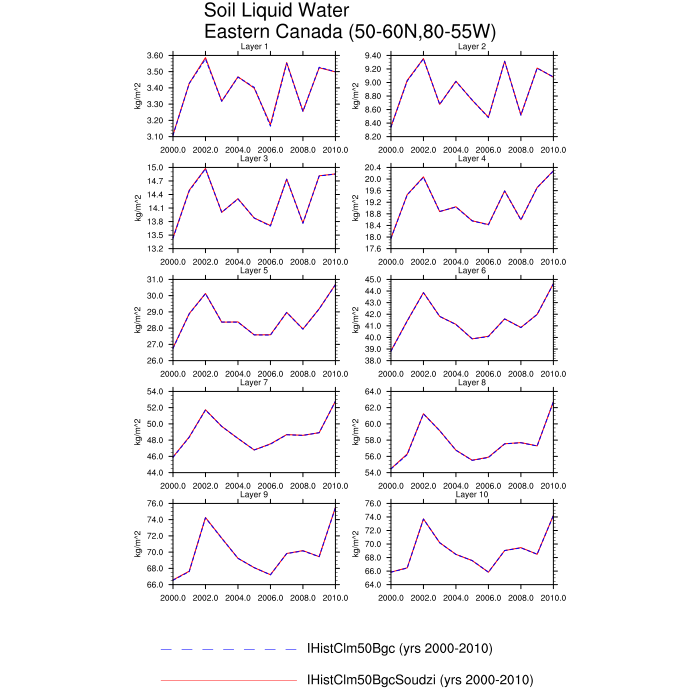 Soil Liquid Water
Eastern Canada (50-60N,80-55W)
Layer 1
kg/m^2
3.60
3.50
3.40
3.30
3.20
3.10
2000.0 2002.0 2004.0 2006.0 2008.0 2010.0
Layer 2
kg/m^2
9.40
9.20
9.00
8.80
8.60
8.40
8.20
2000.0 2002.0 2004.0 2006.0 2008.0 2010.0
Layer 3
kg/m^2
15.0
14.7
14.4
14.1
13.8
13.5
13.2
2000.0 2002.0 2004.0 2006.0 2008.0 2010.0
Layer 4
kg/m^2
20.4
20.0
19.6
19.2
18.8
18.4
18.0
17.6
2000.0 2002.0 2004.0 2006.0 2008.0 2010.0
Layer 5
kg/m^2
31.0
30.0
29.0
28.0
27.0
26.0
2000.0 2002.0 2004.0 2006.0 2008.0 2010.0
Layer 6
kg/m^2
45.0
44.0
43.0
42.0
41.0
40.0
39.0
38.0
2000.0 2002.0 2004.0 2006.0 2008.0 2010.0
Layer 7
kg/m^2
54.0
52.0
50.0
48.0
46.0
44.0
2000.0 2002.0 2004.0 2006.0 2008.0 2010.0
Layer 8
kg/m^2
64.0
62.0
60.0
58.0
56.0
54.0
2000.0 2002.0 2004.0 2006.0 2008.0 2010.0
Layer 9
kg/m^2
76.0
74.0
72.0
70.0
68.0
66.0
2000.0 2002.0 2004.0 2006.0 2008.0 2010.0
Layer 10
kg/m^2
76.0
74.0
72.0
70.0
68.0
66.0
64.0
2000.0 2002.0 2004.0 2006.0 2008.0 2010.0
IHistClm50Bgc (yrs 2000-2010)
IHistClm50BgcSoudzi (yrs 2000-2010)